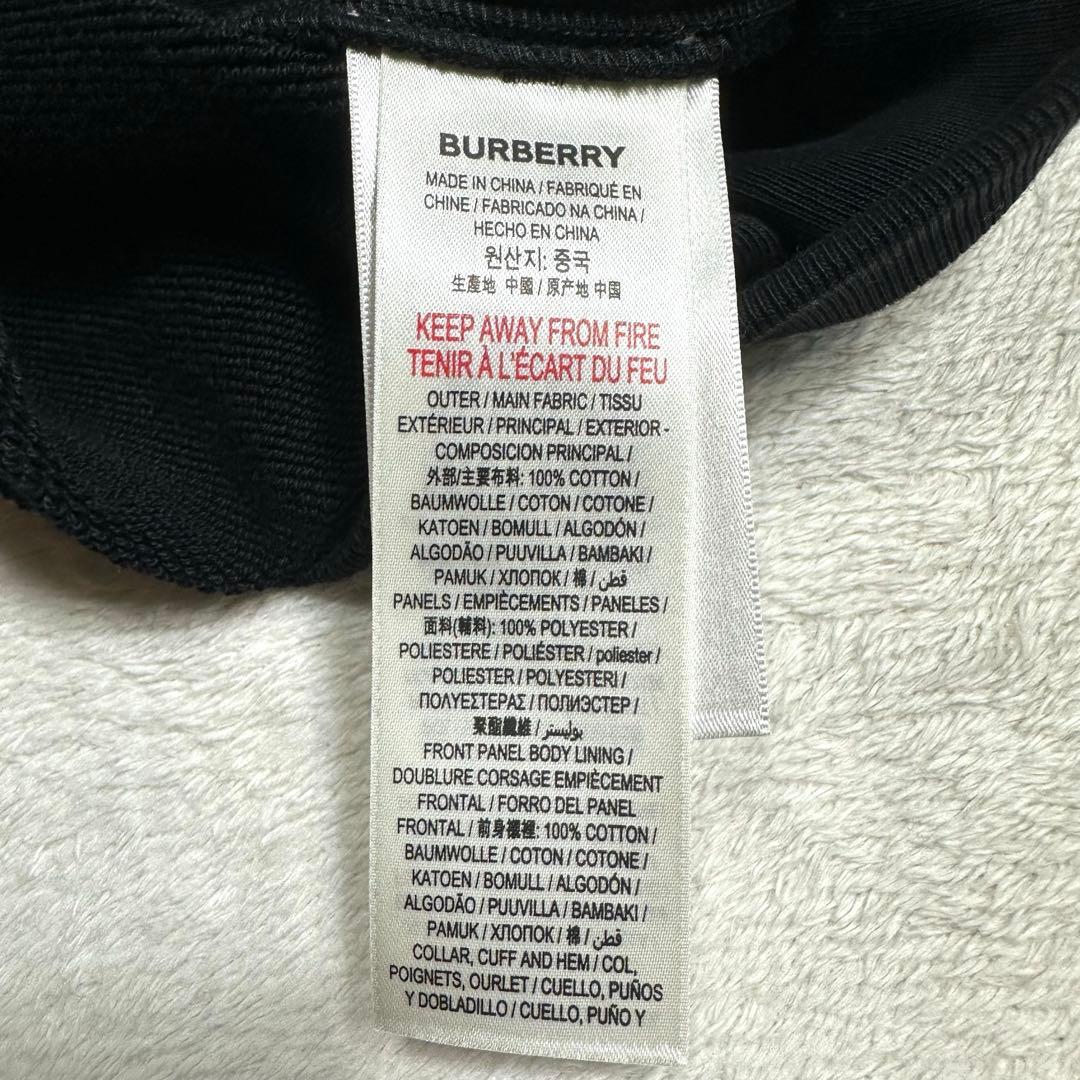 BURBERRY
MADE IN CHINA / FABRIQUÉ EN
CHINE / FABRICADO NA CHINA /
HECHO EN CHINA
원산지: 중국
生產地 中國 / 原产地 中国
KEEP AWAY FROM FIRE
TENIR À L'ÉCART DU FEU
OUTER / MAIN FABRIC / TISSU
EXTÉRIEUR / PRINCIPAL / EXTERIOR -
COMPOSICION PRINCIPAL /
外部/主要布料: 100% COTTON /
BAUMWOLLE / COTON / COTONE /
KATOEN / BOMULL / ALGODÓN /
ALGODÃO / PUUVILLA / BAMBAKI /
PAMUK / ХЛОПОК / 棉 / قطن
PANELS / EMPIÈCEMENTS / PANELES /
面料(輔料): 100% POLYESTER /
POLIESTERE / POLIÉSTER / poliester /
POLIESTER / POLYESTERI /
ΠΟΛΥΕΣΤΕΡΑΣ / ПОЛИЭСТЕР /
聚酯纖維 / بوليستر
FRONT PANEL BODY LINING /
DOUBLURE CORSAGE EMPIÈCEMENT
FRONTAL / FORRO DEL PANEL
FRONTAL / 前身襯裡: 100% COTTON /
BAUMWOLLE / COTON / COTONE /
KATOEN / BOMULL / ALGODÓN /
ALGODÃO / PUUVILLA / BAMBAKI /
PAMUK / ХЛОПОК / 棉 / قطن
COLLAR, CUFF AND HEM / COL,
POIGNETS, OURLET / CUELLO, PUÑOS
Y DOBLADILLO / CUELLO, PUÑO Y